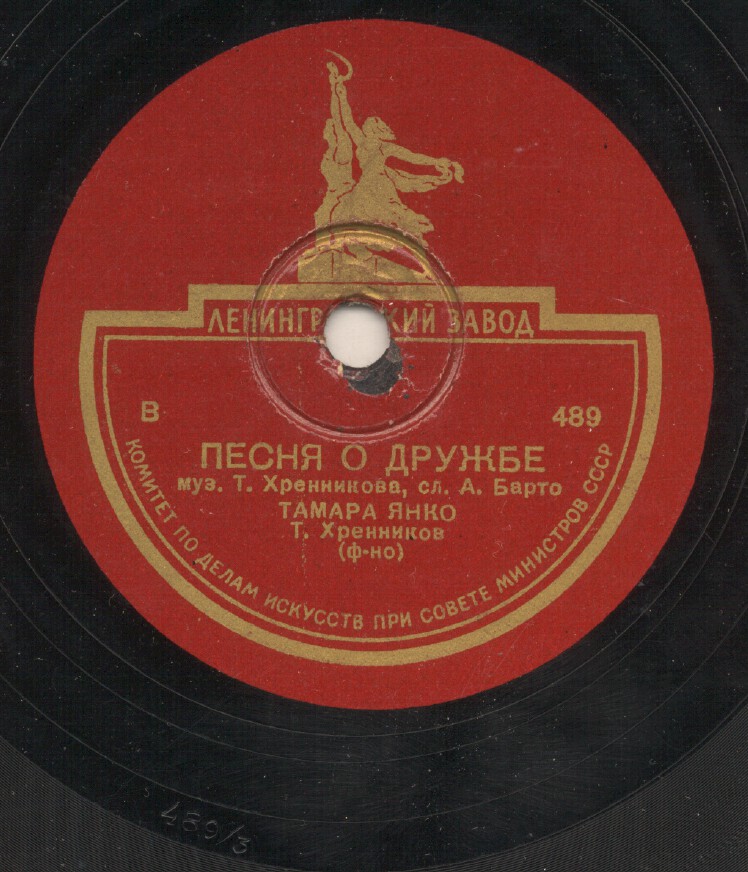 ЛЕНИНГРАДСКИЙ ЗАВОД
В 489
ПЕСНЯ О ДРУЖБЕ
муз. Т. Хренникова, сл. А. Барто
ТАМАРА ЯНКО
Т. Хренников
(ф-но)
КОМИТЕТ ПО ДЕЛАМ ИСКУССТВ ПРИ СОВЕТЕ МИНИСТРОВ СССР
489/3